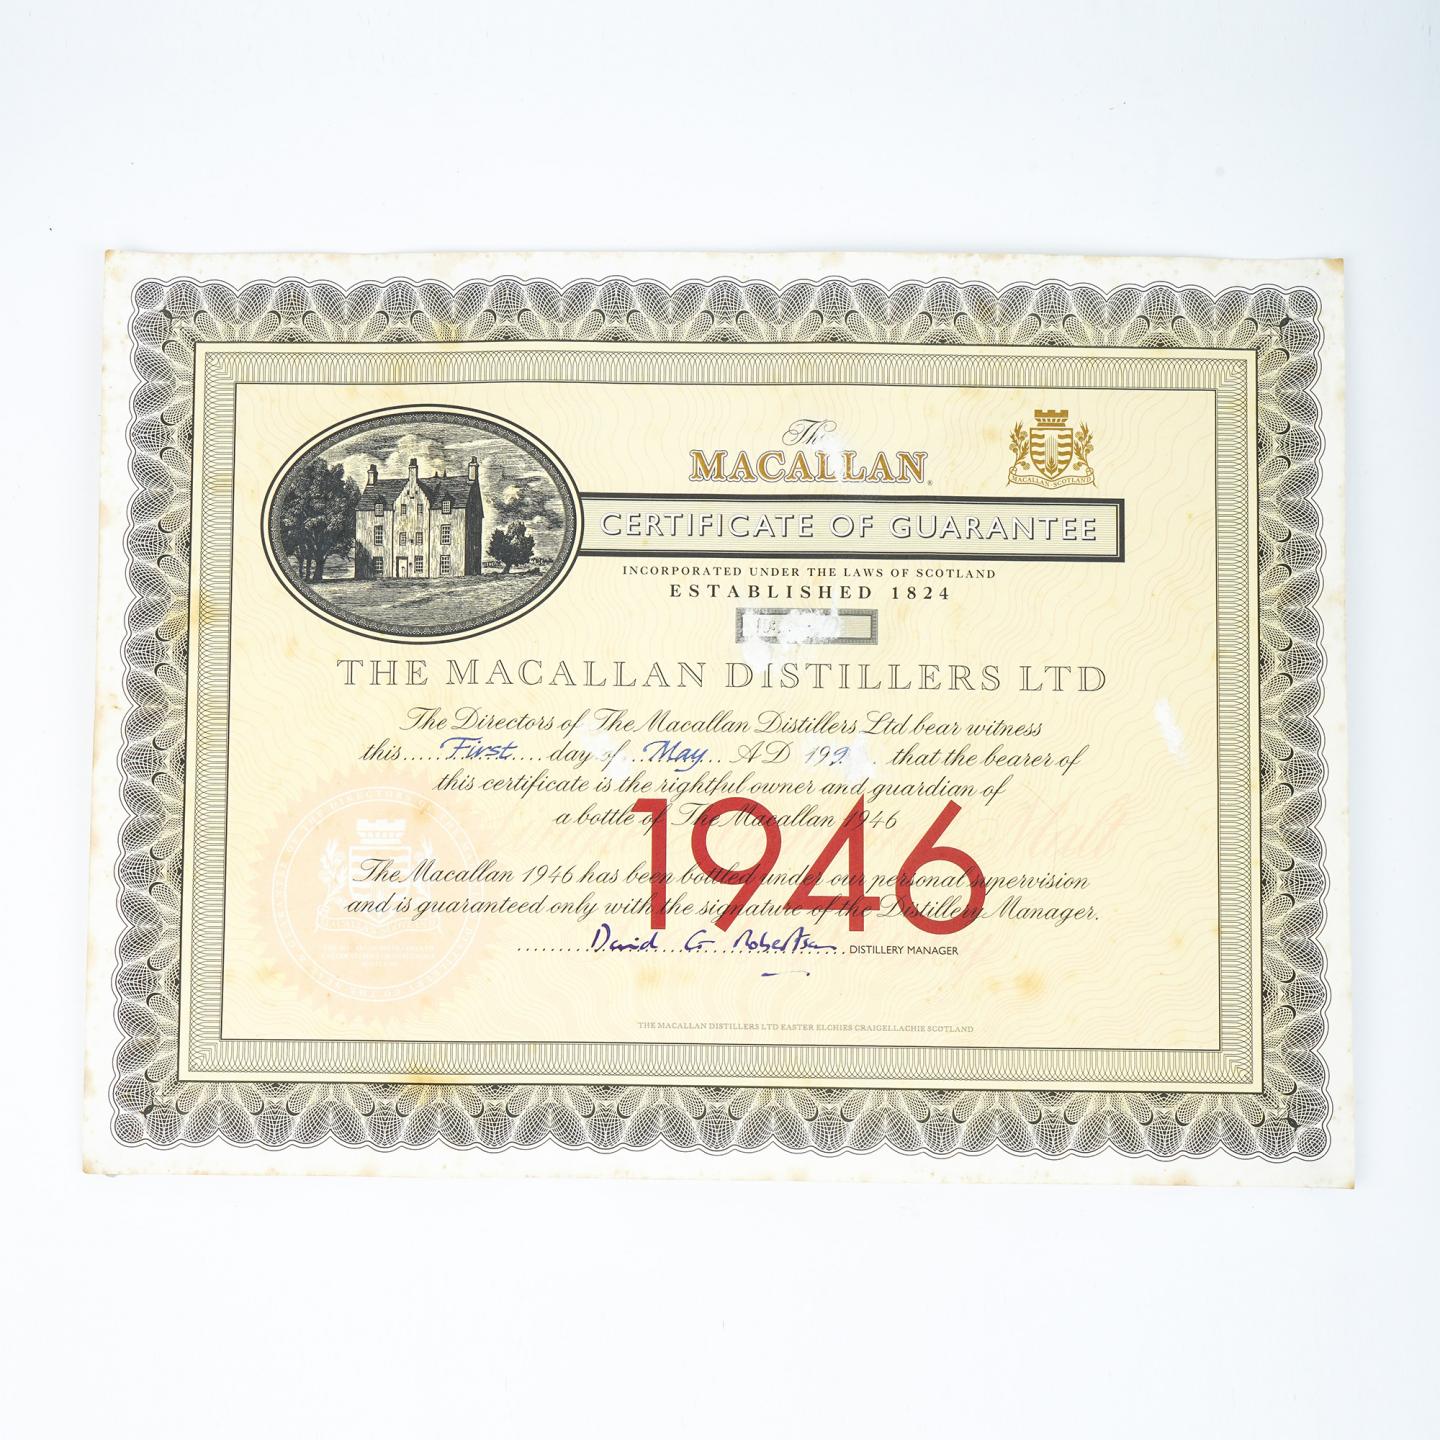 The
MACALLAN
MACALLAN · SCOTLAND
CERTIFICATE OF GUARANTEE
INCORPORATED UNDER THE LAWS OF SCOTLAND
ESTABLISHED 1824
THE MACALLAN DISTILLERS LTD
The Directors of The Macallan Distillers Ltd bear witness
this.....First.....day of...May...AD 199 . that the bearer of
this certificate is the rightful owner and guardian of
a bottle of The Macallan 1946
1946
The Macallan 1946 has been bottled under our personal supervision
and is guaranteed only with the signature of the Distillery Manager.
David G Robertson DISTILLERY MANAGER
THE MACALLAN DISTILLERS LTD EASTER ELCHIES CRAIGELLACHIE SCOTLAND